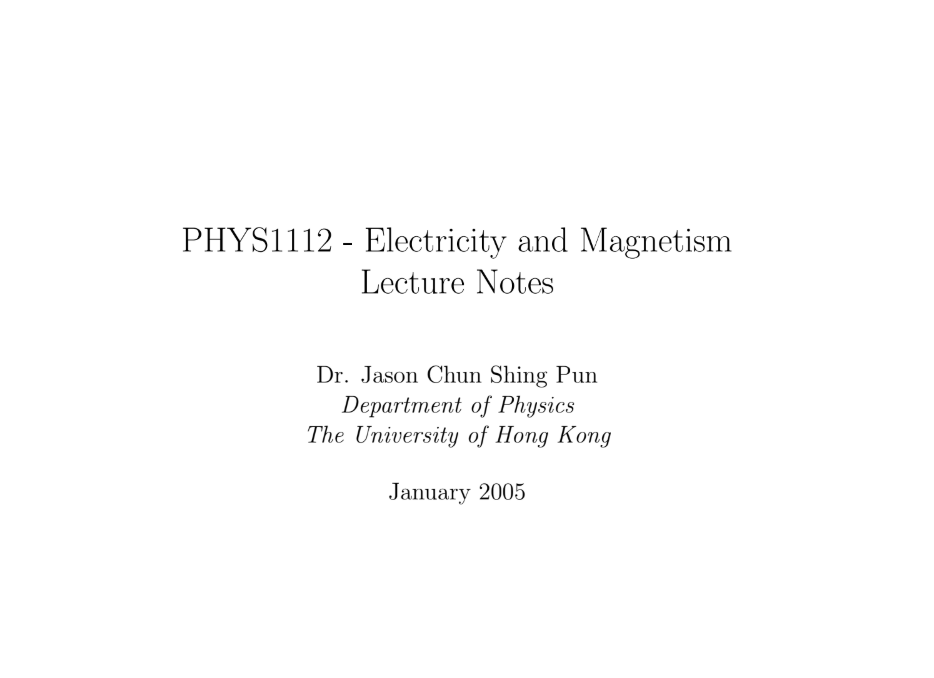 PHYS1112 - Electricity and Magnetism
Lecture Notes
Dr. Jason Chun Shing Pun
Department of Physics
The University of Hong Kong
January 2005